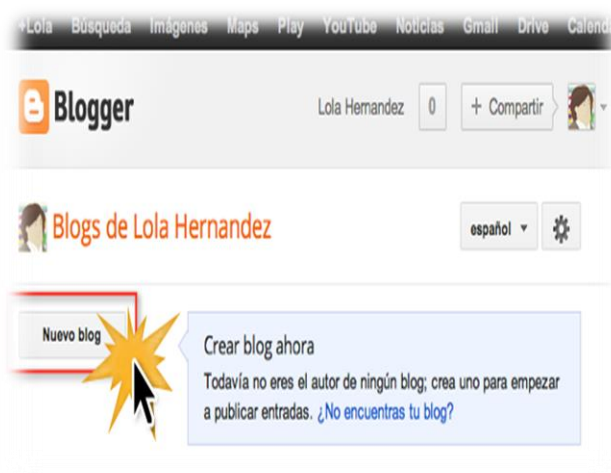 +Lola Búsqueda Imágenes Maps Play YouTube Noticias Gmail Drive Calend
Blogger
Lola Hernandez 0 + Compartir
Blogs de Lola Hernandez
español
Nuevo blog
Crear blog ahora
Todavía no eres el autor de ningún blog; crea uno para empezar
a publicar entradas. ¿No encuentras tu blog?